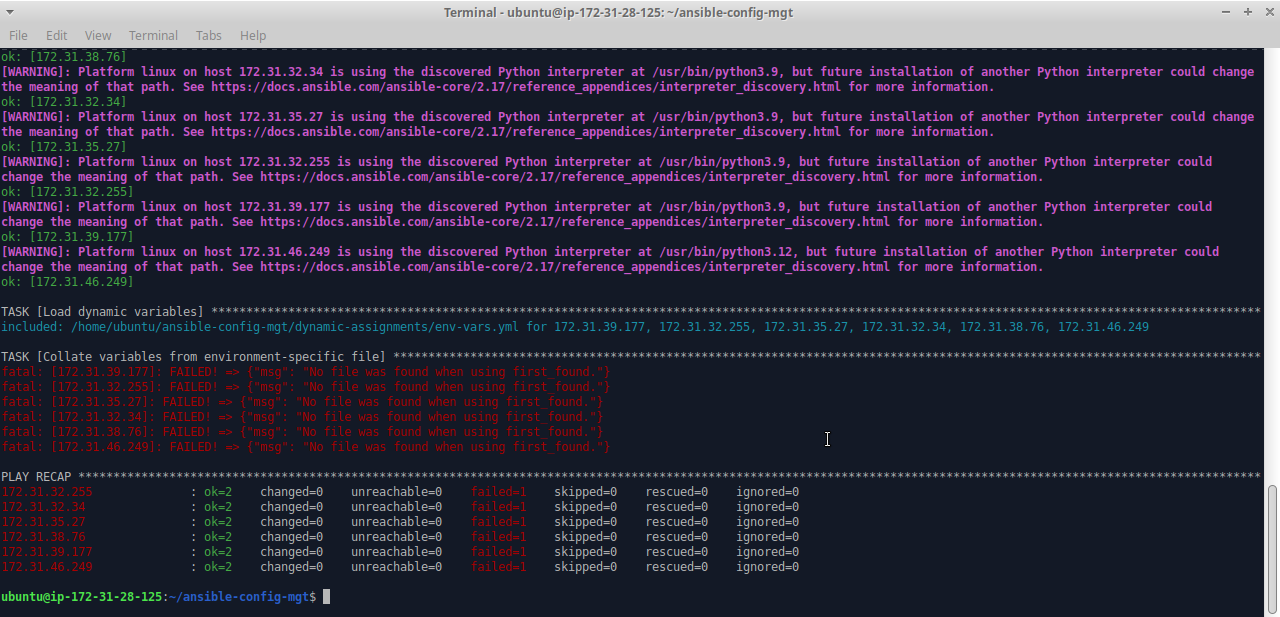 Terminal - ubuntu@ip-172-31-28-125: ~/ansible-config-mgt
File Edit View Terminal Tabs Help
ok: [172.31.38.76]
[WARNING]: Platform linux on host 172.31.32.34 is using the discovered Python interpreter at /usr/bin/python3.9, but future installation of another Python interpreter could change
the meaning of that path. See https://docs.ansible.com/ansible-core/2.17/reference_appendices/interpreter_discovery.html for more information.
ok: [172.31.32.34]
[WARNING]: Platform linux on host 172.31.35.27 is using the discovered Python interpreter at /usr/bin/python3.9, but future installation of another Python interpreter could change
the meaning of that path. See https://docs.ansible.com/ansible-core/2.17/reference_appendices/interpreter_discovery.html for more information.
ok: [172.31.35.27]
[WARNING]: Platform linux on host 172.31.32.255 is using the discovered Python interpreter at /usr/bin/python3.9, but future installation of another Python interpreter could
change the meaning of that path. See https://docs.ansible.com/ansible-core/2.17/reference_appendices/interpreter_discovery.html for more information.
ok: [172.31.32.255]
[WARNING]: Platform linux on host 172.31.39.177 is using the discovered Python interpreter at /usr/bin/python3.9, but future installation of another Python interpreter could
change the meaning of that path. See https://docs.ansible.com/ansible-core/2.17/reference_appendices/interpreter_discovery.html for more information.
ok: [172.31.39.177]
[WARNING]: Platform linux on host 172.31.46.249 is using the discovered Python interpreter at /usr/bin/python3.12, but future installation of another Python interpreter could
change the meaning of that path. See https://docs.ansible.com/ansible-core/2.17/reference_appendices/interpreter_discovery.html for more information.
ok: [172.31.46.249]
TASK [Load dynamic variables] ******************************************************************************************************************************************************
included: /home/ubuntu/ansible-config-mgt/dynamic-assignments/env-vars.yml for 172.31.39.177, 172.31.32.255, 172.31.35.27, 172.31.32.34, 172.31.38.76, 172.31.46.249
TASK [Collate variables from environment-specific file] ****************************************************************************************************************************
fatal: [172.31.39.177]: FAILED! => {"msg": "No file was found when using first_found."}
fatal: [172.31.32.255]: FAILED! => {"msg": "No file was found when using first_found."}
fatal: [172.31.35.27]: FAILED! => {"msg": "No file was found when using first_found."}
fatal: [172.31.32.34]: FAILED! => {"msg": "No file was found when using first_found."}
fatal: [172.31.38.76]: FAILED! => {"msg": "No file was found when using first_found."}
fatal: [172.31.46.249]: FAILED! => {"msg": "No file was found when using first_found."}
PLAY RECAP *************************************************************************************************************************************************************************
172.31.32.255 : ok=2 changed=0 unreachable=0 failed=1 skipped=0 rescued=0 ignored=0
172.31.32.34 : ok=2 changed=0 unreachable=0 failed=1 skipped=0 rescued=0 ignored=0
172.31.35.27 : ok=2 changed=0 unreachable=0 failed=1 skipped=0 rescued=0 ignored=0
172.31.38.76 : ok=2 changed=0 unreachable=0 failed=1 skipped=0 rescued=0 ignored=0
172.31.39.177 : ok=2 changed=0 unreachable=0 failed=1 skipped=0 rescued=0 ignored=0
172.31.46.249 : ok=2 changed=0 unreachable=0 failed=1 skipped=0 rescued=0 ignored=0
ubuntu@ip-172-31-28-125:~/ansible-config-mgt$